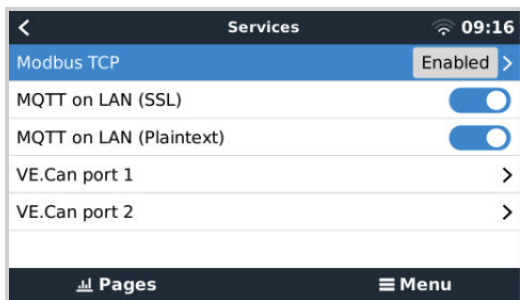 Services 09:16
Modbus TCP Enabled
MQTT on LAN (SSL)
MQTT on LAN (Plaintext)
VE.Can port 1
VE.Can port 2
Pages Menu